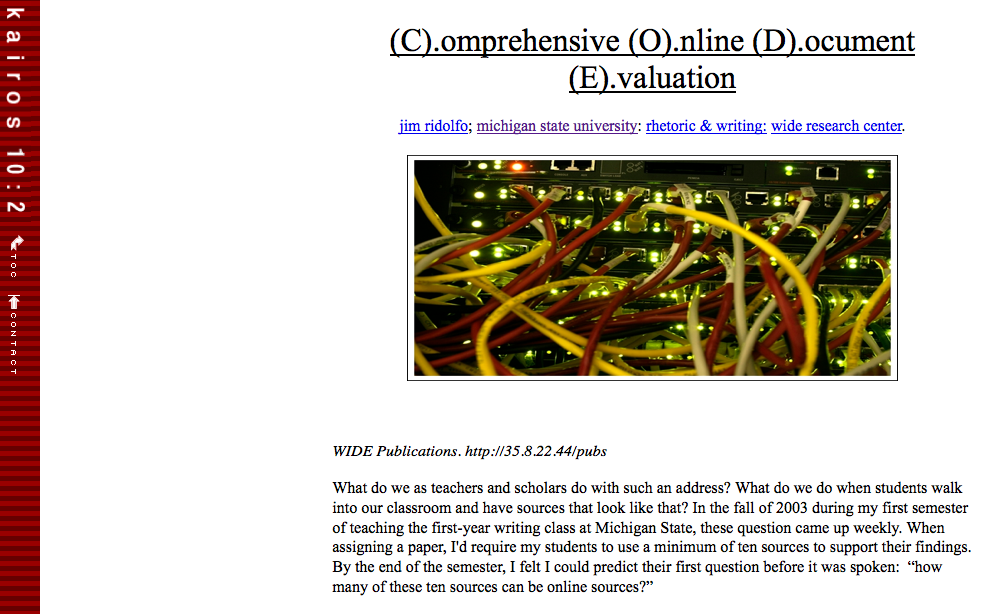 kairos 10:2
TOC
CONTACT
(C).omprehensive (O).nline (D).ocument
(E).valuation
jim ridolfo; michigan state university: rhetoric & writing: wide research center.
WIDE Publications. http://35.8.22.44/pubs
What do we as teachers and scholars do with such an address? What do we do when students walk
into our classroom and have sources that look like that? In the fall of 2003 during my first semester
of teaching the first-year writing class at Michigan State, these question came up weekly. When
assigning a paper, I'd require my students to use a minimum of ten sources to support their findings.
By the end of the semester, I felt I could predict their first question before it was spoken:  “how
many of these ten sources can be online sources?”